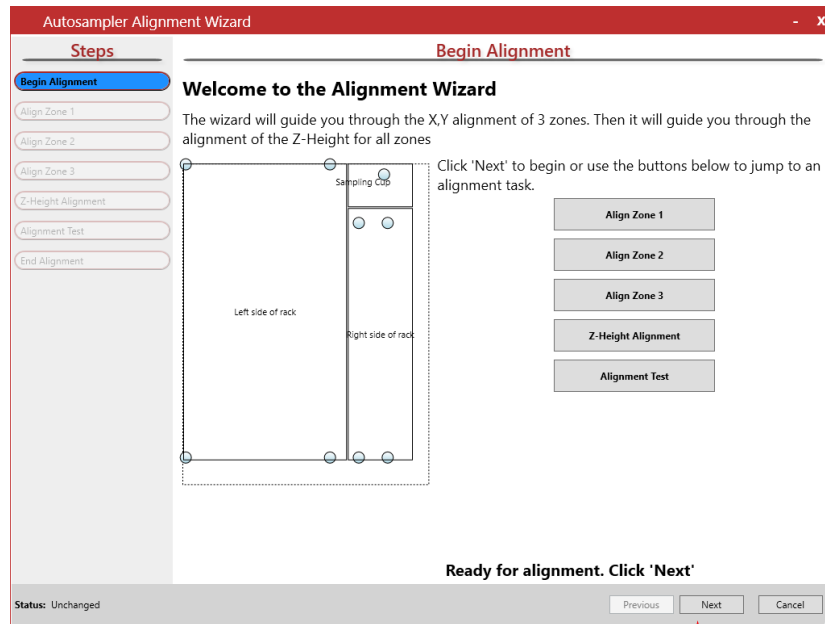 Autosampler Alignment Wizard
- X
Steps
Begin Alignment
Begin Alignment
Align Zone 1
Align Zone 2
Align Zone 3
Z-Height Alignment
Alignment Test
End Alignment
Welcome to the Alignment Wizard
The wizard will guide you through the X,Y alignment of 3 zones. Then it will guide you through the
alignment of the Z-Height for all zones
Sampling Cup
Left side of rack
Right side of rack
Click 'Next' to begin or use the buttons below to jump to an
alignment task.
Align Zone 1
Align Zone 2
Align Zone 3
Z-Height Alignment
Alignment Test
Ready for alignment. Click 'Next'
Status: Unchanged
Previous
Next
Cancel